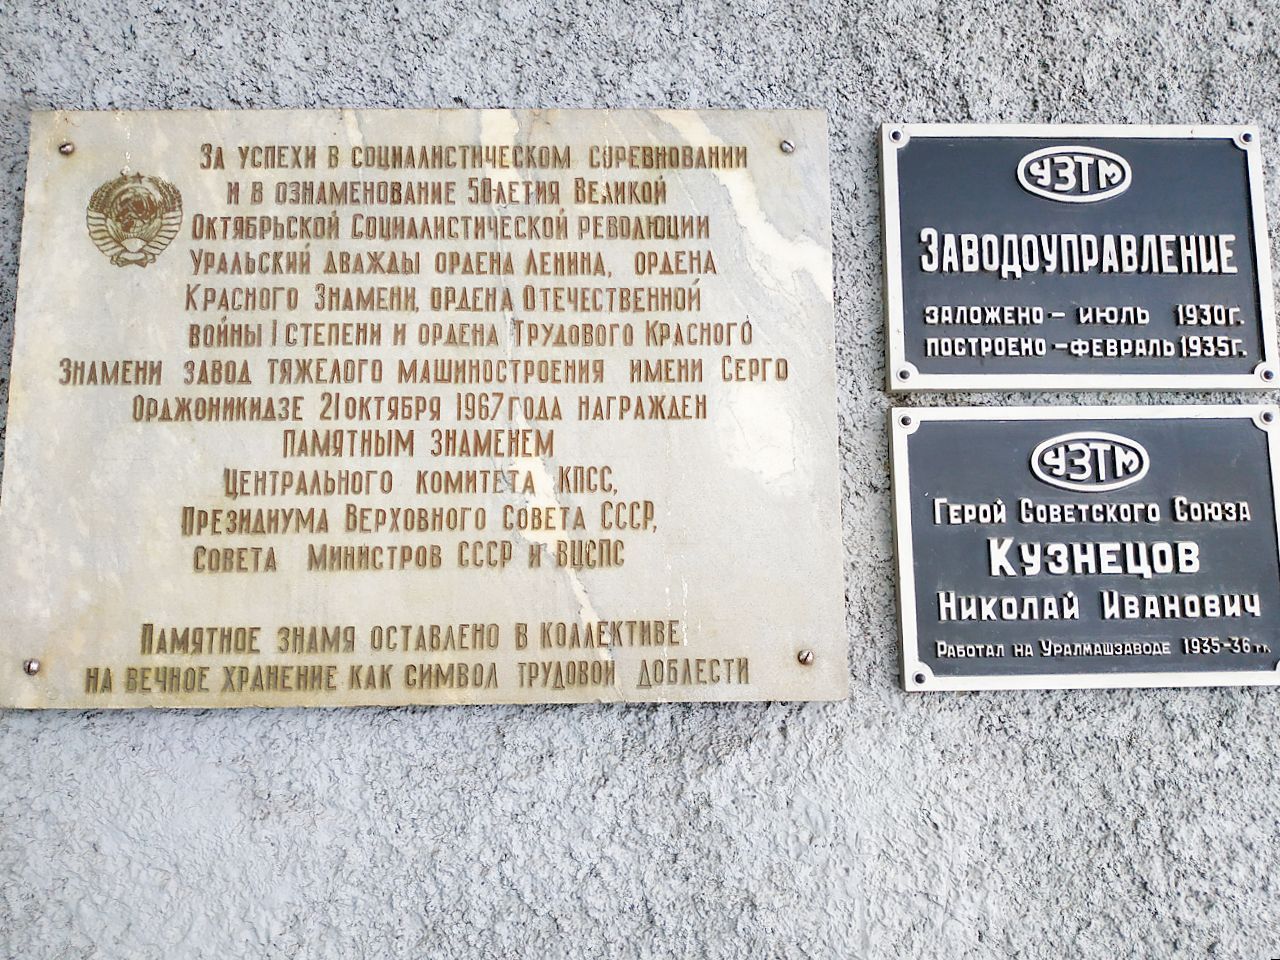 За успехи в социалистическом соревновании
и в ознаменование 50-летия Великой
Октябрьской Социалистической революции
Уральский дважды ордена Ленина, ордена
Красного Знамени, ордена Отечественной
войны I степени и ордена Трудового Красного
Знамени завод тяжелого машиностроения имени Серго
Орджоникидзе 21 октября 1967 года награжден
памятным знаменем
Центрального комитета КПСС,
Президиума Верховного Совета СССР,
Совета Министров СССР и ВЦСПС
Памятное знамя оставлено в коллективе
на вечное хранение как символ трудовой доблести
УЗТМ
Заводоуправление
заложено – июль 1930г.
построено – февраль 1935г.
УЗТМ
Герой Советского Союза
Кузнецов
Николай Иванович
Работал на Уралмашзаводе 1935-36 гг.